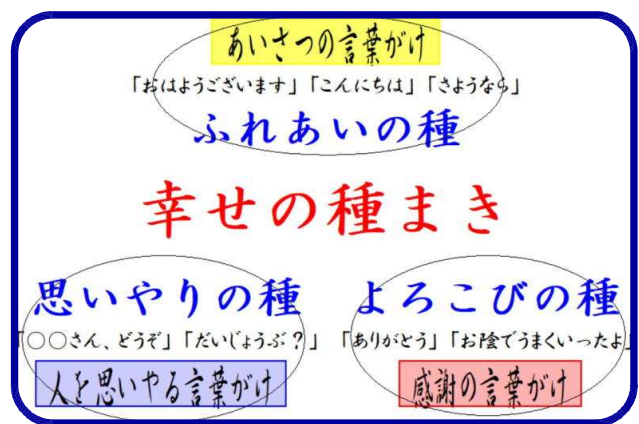 あいさつの言葉がけ
「おはようございます」「こんにちは」「さようなら」
ふれあいの種
幸せの種まき
思いやりの種
「○○さん、どうぞ」「だいじょうぶ？」
人を思いやる言葉がけ
よろこびの種
「ありがとう」「お陰でうまくいったよ」
感謝の言葉がけ